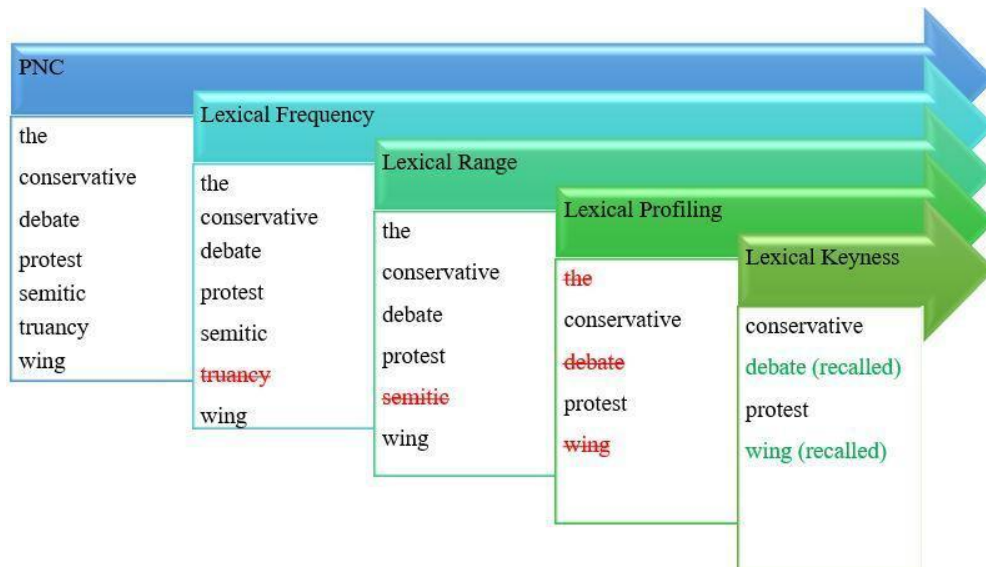 PNC
the
conservative
debate
protest
semitic
truancy
wing
Lexical Frequency
the
conservative
debate
protest
semitic
truancy
wing
Lexical Range
the
conservative
debate
protest
semitic
wing
Lexical Profiling
the
conservative
debate
protest
wing
Lexical Keyness
conservative
debate (recalled)
protest
wing (recalled)